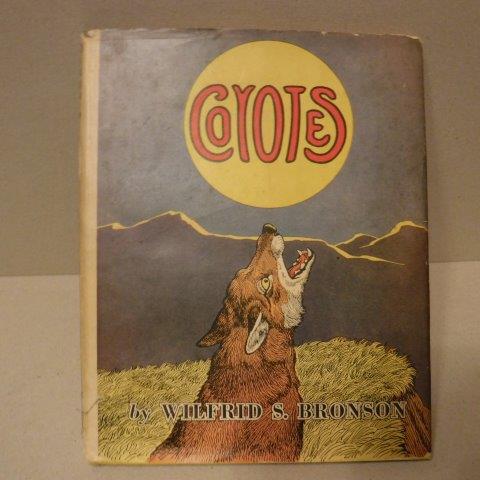 COYOTES
by WILFRID S. BRONSON